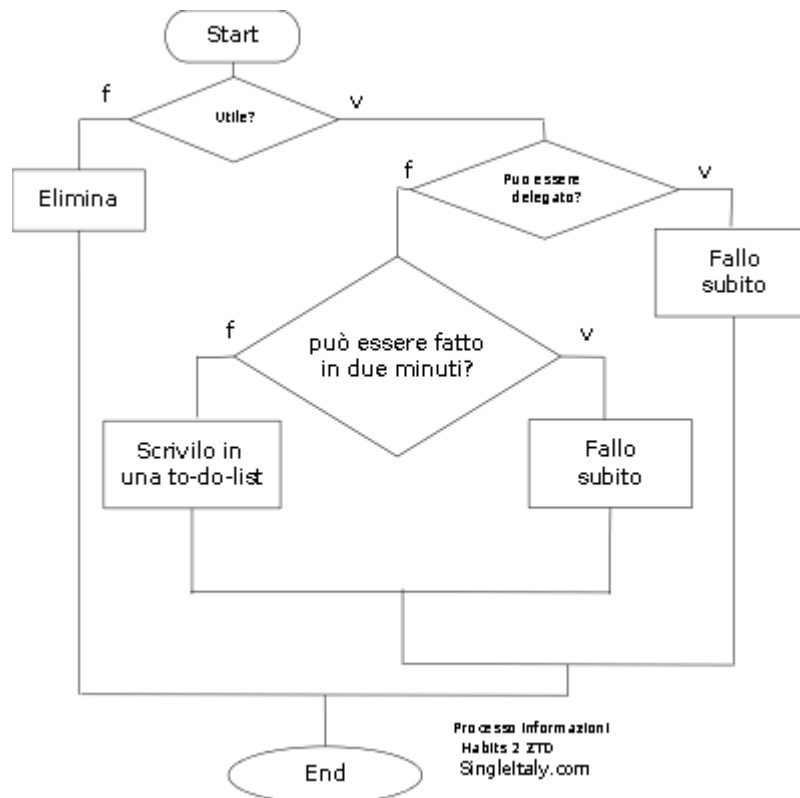 Start
f
v
Utile?
f
v
Puo essere
delegato?
Elimina
Fallo
subito
f
v
può essere fatto
in due minuti?
Scrivilo in
una to-do-list
Fallo
subito
Processo Informazioni
Habits 2 ZTD
SingleItaly.com
End